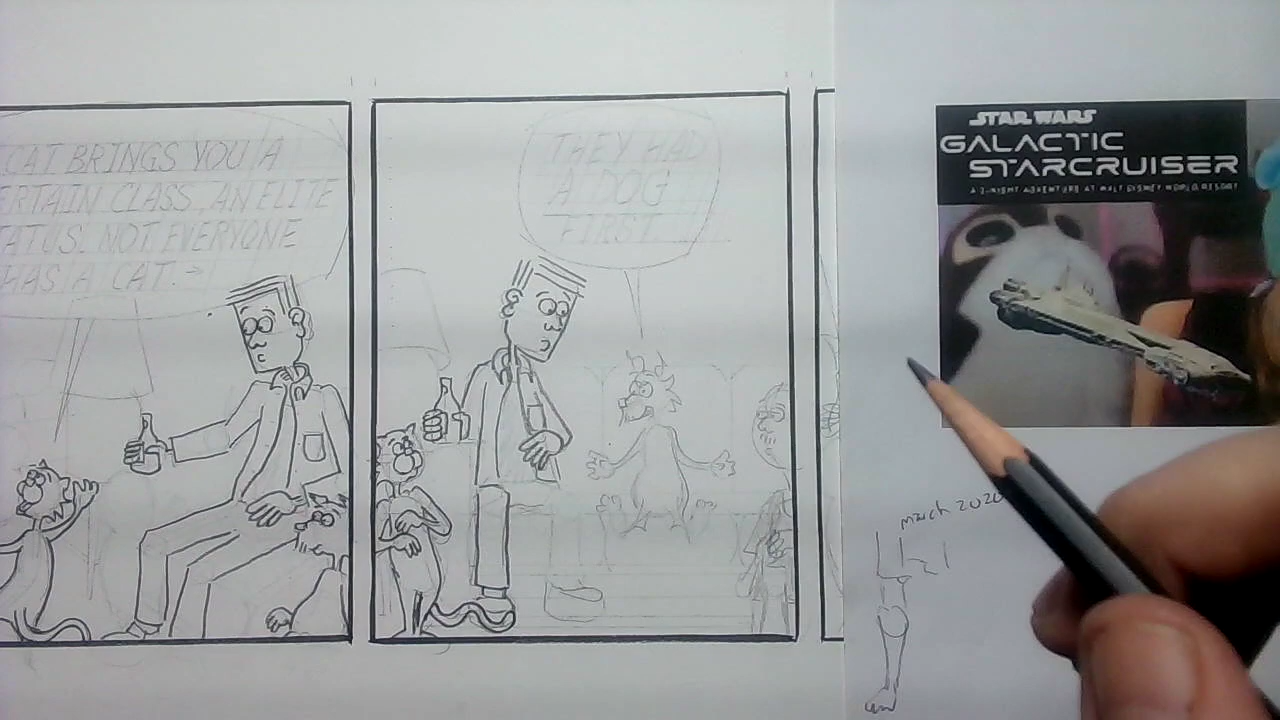 CAT BRINGS YOU A
ERTAIN CLASS, AN ELITE
TATUS. NOT EVERYONE
HAS A CAT.
THEY HAD
A DOG
FIRST
STAR WARS
GALACTIC
STARCRUISER
A 2-NIGHT ADVENTURE AT WALT DISNEY WORLD RESORT
march 2020